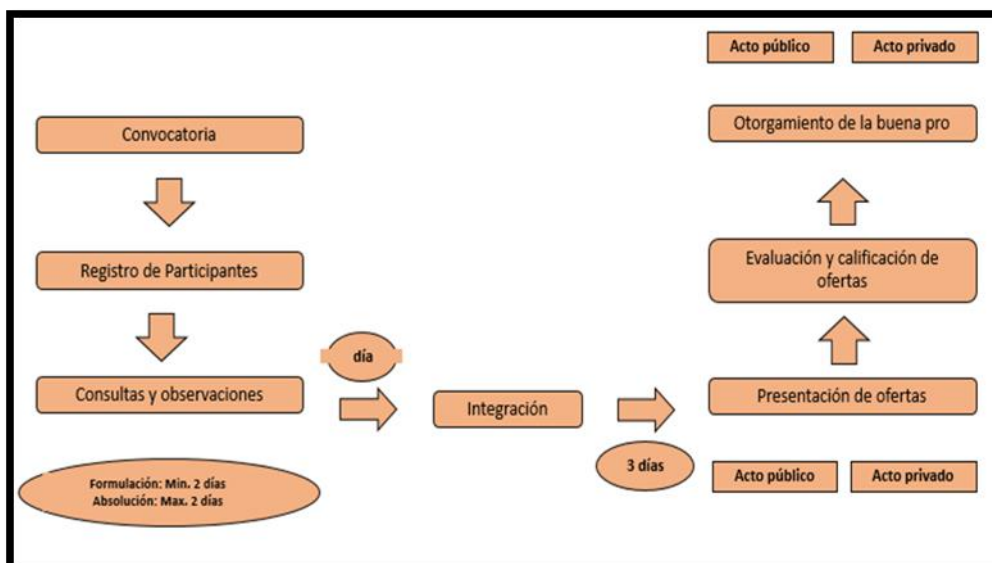 Convocatoria
Registro de Participantes
Consultas y observaciones
Formulación: Min. 2 días
Absolución: Max. 2 días
día
Integración
3 días
Acto público
Acto privado
Otorgamiento de la buena pro
Evaluación y calificación de
ofertas
Presentación de ofertas
Acto público
Acto privado